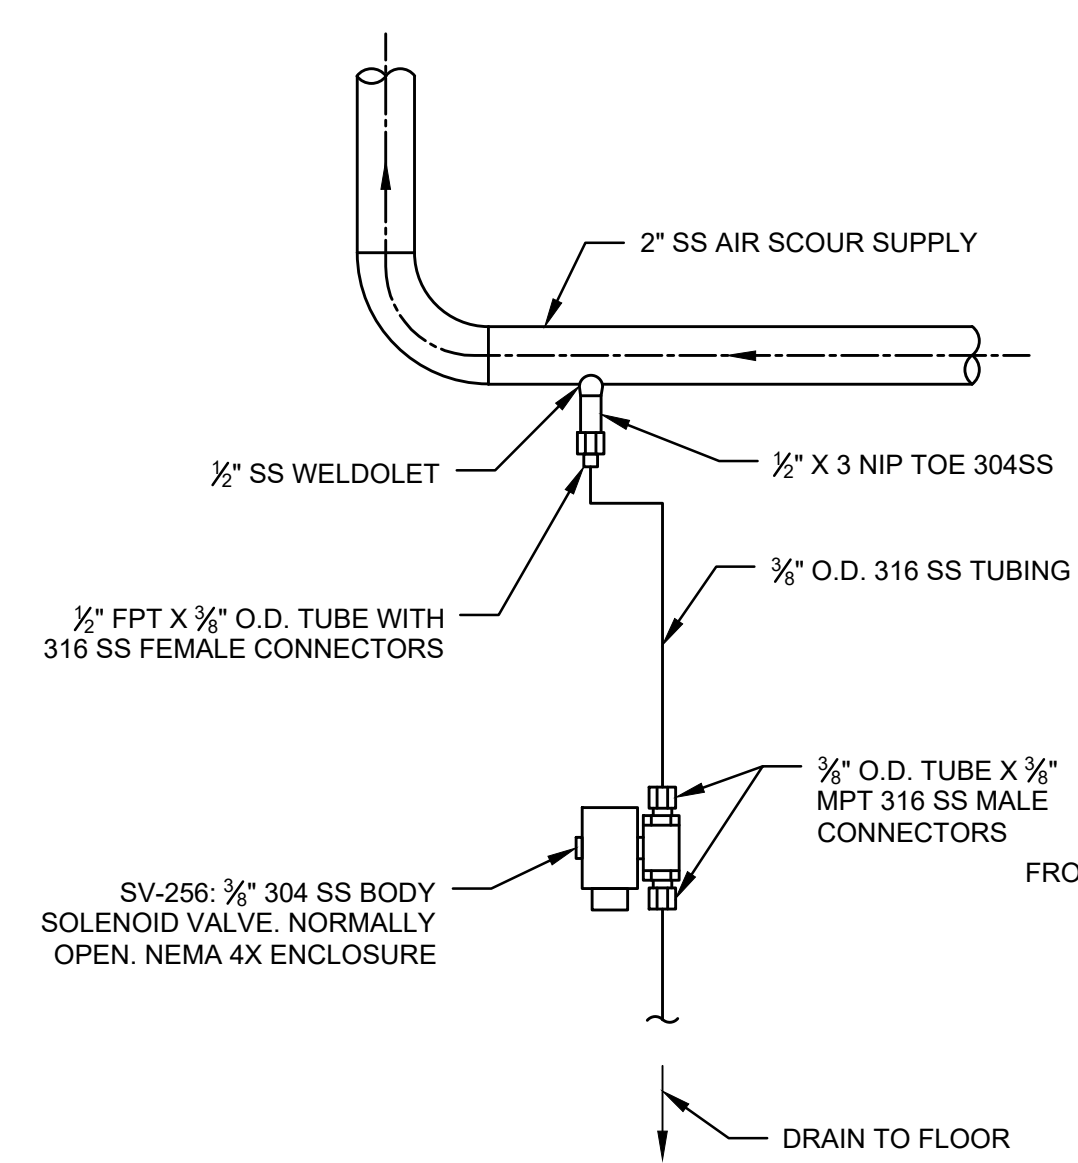 2" SS AIR SCOUR SUPPLY
½" SS WELDOLET
½" X 3 NIP TOE 304SS
⅜" O.D. 316 SS TUBING
½" FPT X ⅜" O.D. TUBE WITH
316 SS FEMALE CONNECTORS
⅜" O.D. TUBE X ⅜"
MPT 316 SS MALE
CONNECTORS
FRO
SV-256: ⅜" 304 SS BODY
SOLENOID VALVE. NORMALLY
OPEN. NEMA 4X ENCLOSURE
DRAIN TO FLOOR